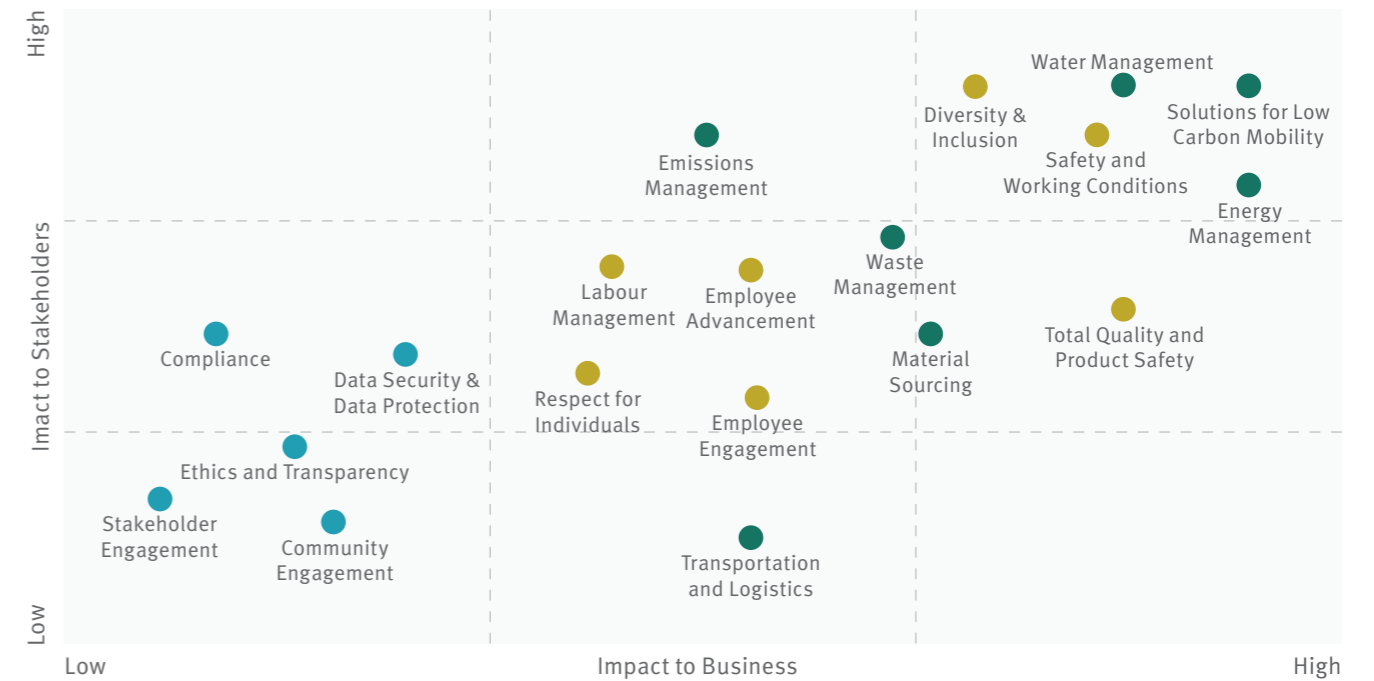 High
Water Management
Diversity &
Inclusion
Solutions for Low
Carbon Mobility
Emissions
Management
Safety and
Working Conditions
Energy
Management
Impact to Stakeholders
Waste
Management
Labour
Management
Employee
Advancement
Total Quality and
Product Safety
Compliance
Material
Sourcing
Data Security &
Data Protection
Respect for
Individuals
Employee
Engagement
Ethics and Transparency
Stakeholder
Engagement
Community
Engagement
Transportation
and Logistics
Low
Low
Impact to Business
High